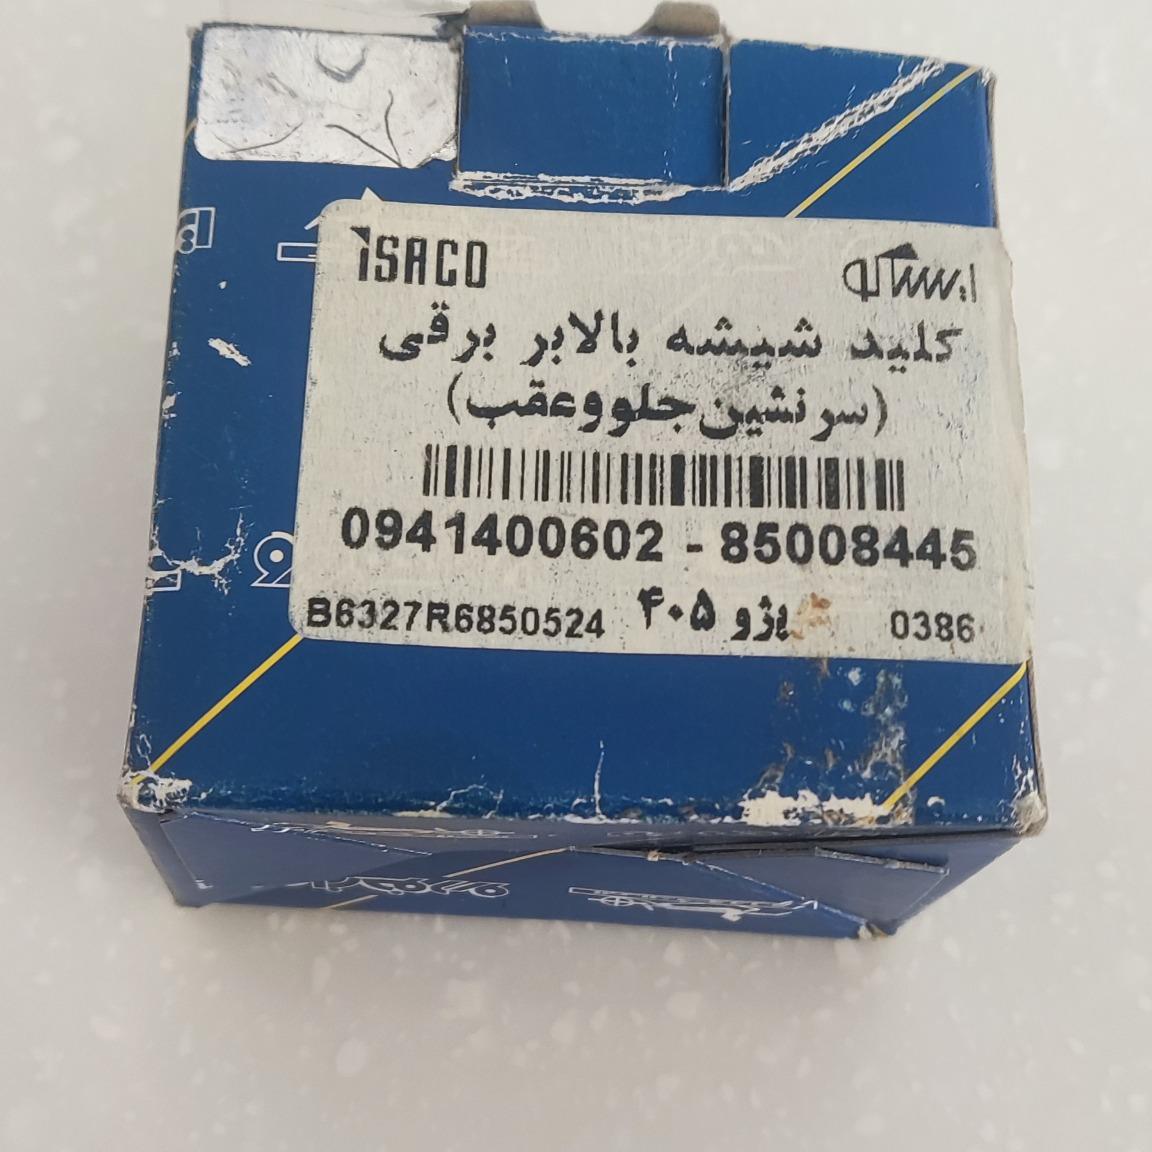 ISACO ایساکو
کلید شیشه بالابر برقی
(سرنشین جلو و عقب)
0941400602 - 85008445
B6327R6850524 پژو ۴۰۵ 0386